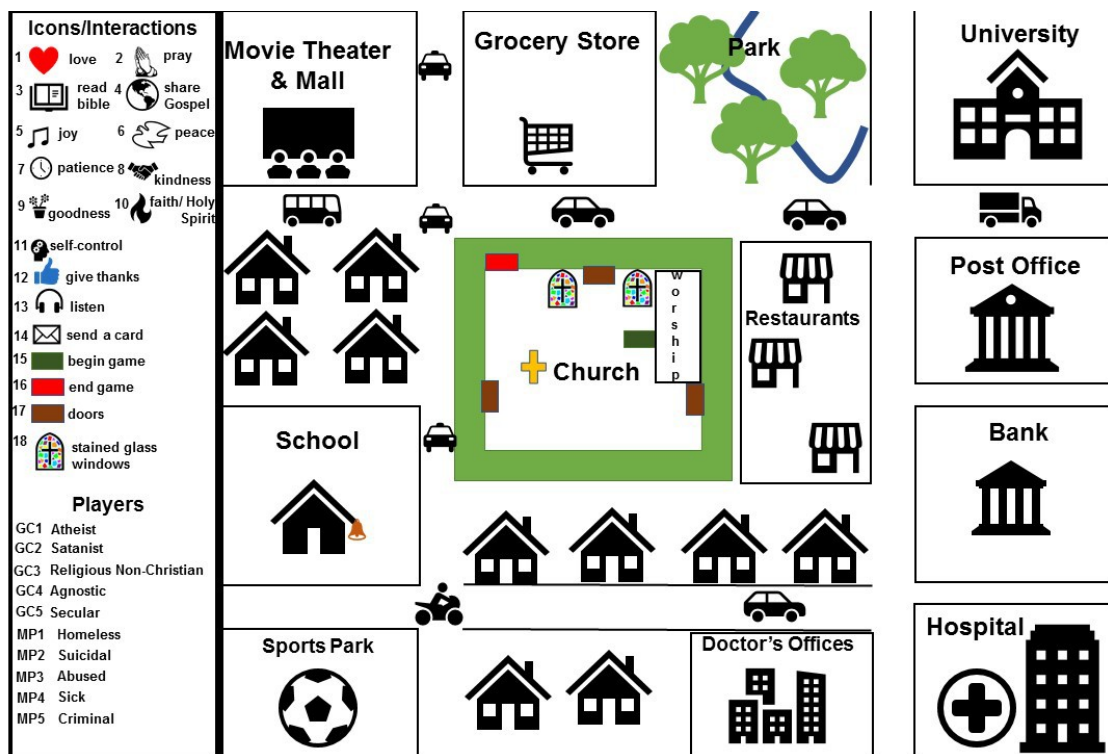 Icons/Interactions
1 love 2 pray
3 read bible 4 share Gospel
5 joy 6 peace
7 patience 8 kindness
9 goodness 10 faith/ Holy Spirit
11 self-control
12 give thanks
13 listen
14 send a card
15 begin game
16 end game
17 doors
18 stained glass
windows
Players
GC1 Atheist
GC2 Satanist
GC3 Religious Non-Christian
GC4 Agnostic
GC5 Secular
MP1 Homeless
MP2 Suicidal
MP3 Abused
MP4 Sick
MP5 Criminal
Movie Theater
& Mall
Grocery Store
Park
University
worship
Church
Restaurants
Post Office
School
Bank
Sports Park
Doctor's Offices
Hospital